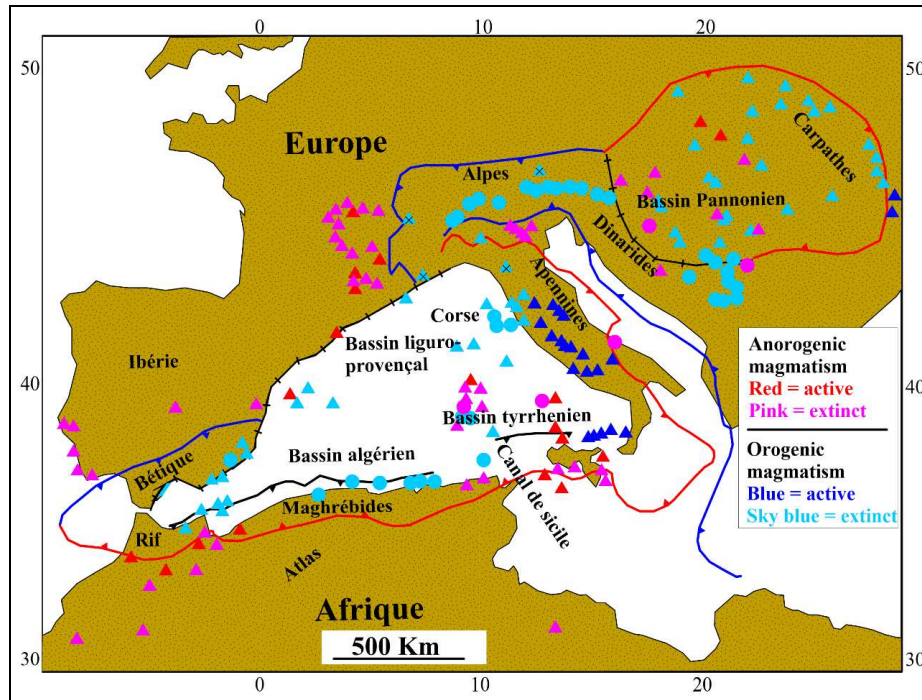 0
10
20
50
50
Europe
Carpathes
Alpes
Bassin Pannonien
Dinarides
Apennines
Corse
Bassin liguro-
provençal
Ibérie
40
40
Anorogenic
magmatism
Red = active
Pink = extinct
Orogenic
magmatism
Blue = active
Sky blue = extinct
Bassin tyrrhenien
Bassin algérien
Bétique
Canal de sicile
Maghrébides
Rif
Atlas
Afrique
500 Km
30
30
0
10
20